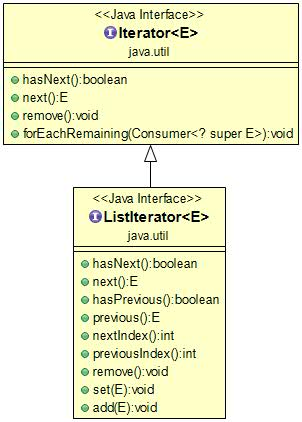 <<Java Interface>>
Iterator<E>
java.util
hasNext():boolean
next():E
remove():void
forEachRemaining(Consumer<? super E>):void
<<Java Interface>>
ListIterator<E>
java.util
hasNext():boolean
next():E
hasPrevious():boolean
previous():E
nextIndex():int
previousIndex():int
remove():void
set(E):void
add(E):void